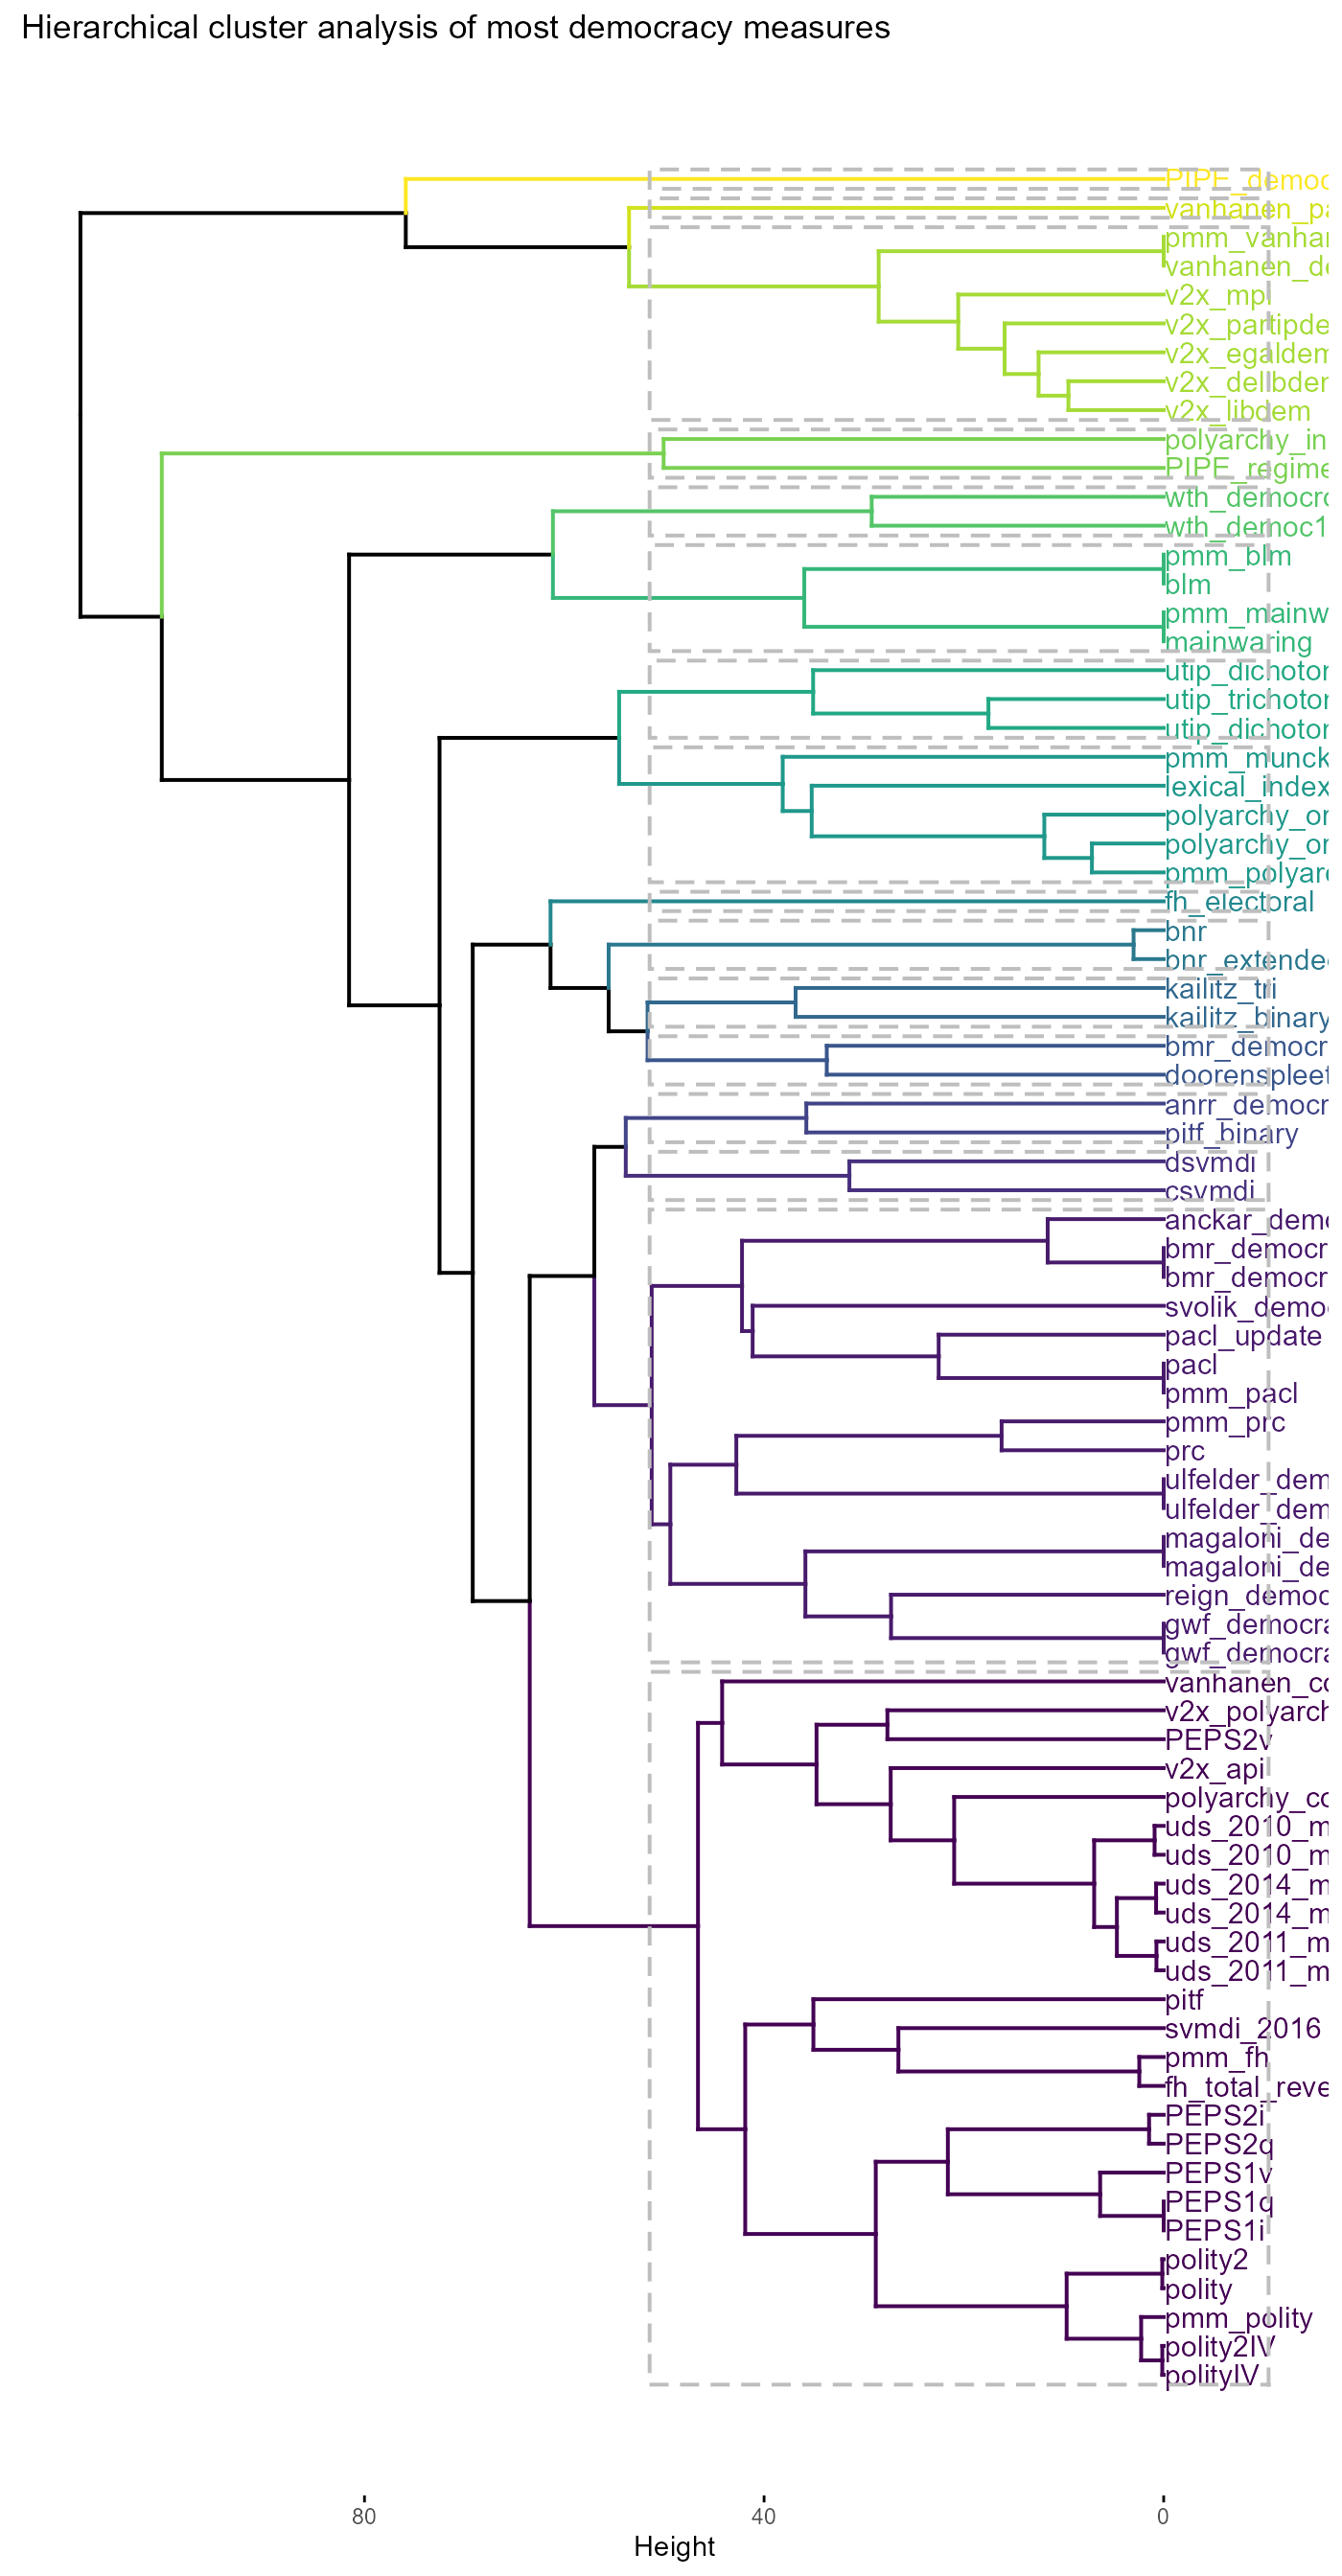 Hierarchical cluster analysis of most democracy measures
PIPE_democ
vanhanen_pa
pmm_vanha
vanhanen_de
v2x_mpi
v2x_partipde
v2x_egaldem
v2x_delibder
v2x_libdem
polyarchy_in
PIPE_regime
wth_democr
wth_democ1
pmm_blm
blm
pmm_mainw
mainwaring
utip_dichoto
utip_trichoto
utip_dichoto
pmm_munck
lexical_index
polyarchy_or
polyarchy_or
pmm_polyar
fh_electoral
bnr
bnr_extende
kailitz_tri
kailitz_binary
bmr_democr
doorenspleet
anrr_democr
pitf_binary
dsvmdi
csvmdi
anckar_demo
bmr_democr
bmr_democr
svolik_demo
pacl_update
pacl
pmm_pacl
pmm_prc
prc
ulfelder_dem
ulfelder_dem
magaloni_de
magaloni_de
reign_democ
gwf_democra
gwf_democra
vanhanen_co
v2x_polyarch
PEPS2v
v2x_api
polyarchy_co
uds_2010_m
uds_2010_m
uds_2014_m
uds_2014_m
uds_2011_m
uds_2011_m
pitf
svmdi_2016
pmm_fh
fh_total_reve
PEPS2i
PEPS2q
PEPS1v
PEPS1q
PEPS1i
polity2
polity
pmm_polity
polity2IV
polityIV
80 40 0
Height